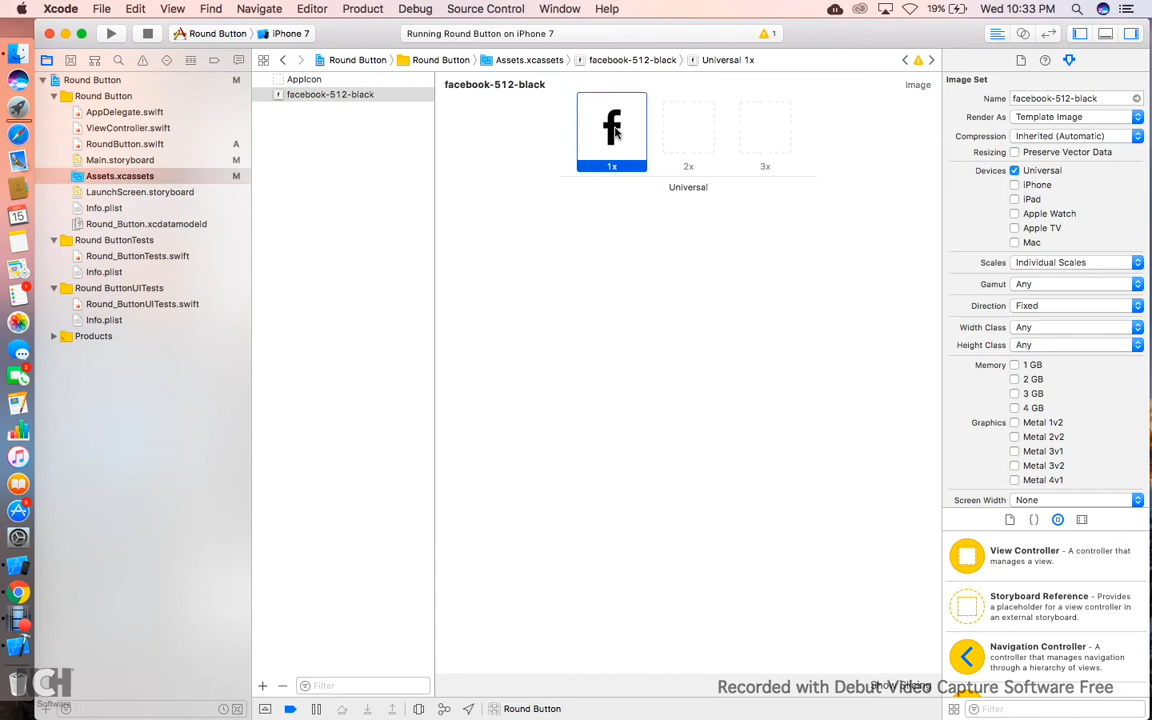 Xcode File Edit View Find Navigate Editor Product Debug Source Control Window Help 19% Wed 10:33 PM
Round Button iPhone 7 Running Round Button on iPhone 7 1
Round Button Round Button Assets.xcassets facebook-512-black Universal 1x
Round Button M
Round Button
AppDelegate.swift
ViewController.swift
RoundButton.swift A
Main.storyboard M
Assets.xcassets M
LaunchScreen.storyboard
Info.plist
Round_Button.xcdatamodeld
Round ButtonTests
Round_ButtonTests.swift
Info.plist
Round ButtonUITests
Round_ButtonUITests.swift
Info.plist
Products
AppIcon
facebook-512-black
facebook-512-black Image
1x 2x 3x
Universal
Image Set
Name facebook-512-black
Render As Template Image
Compression Inherited (Automatic)
Resizing Preserve Vector Data
Devices Universal
iPhone
iPad
Apple Watch
Apple TV
Mac
Scales Individual Scales
Gamut Any
Direction Fixed
Width Class Any
Height Class Any
Memory 1 GB
2 GB
3 GB
4 GB
Graphics Metal 1v2
Metal 2v2
Metal 3v1
Metal 3v2
Metal 4v1
Screen Width None
View Controller - A controller that
manages a view.
Storyboard Reference - Provides
a placeholder for a view controller in
an external storyboard.
Navigation Controller - A
controller that manages navigation
through a hierarchy of views.
Filter
Recorded with Debut Video Capture Software Free
NCH
Software
Filter
Round Button
Filter